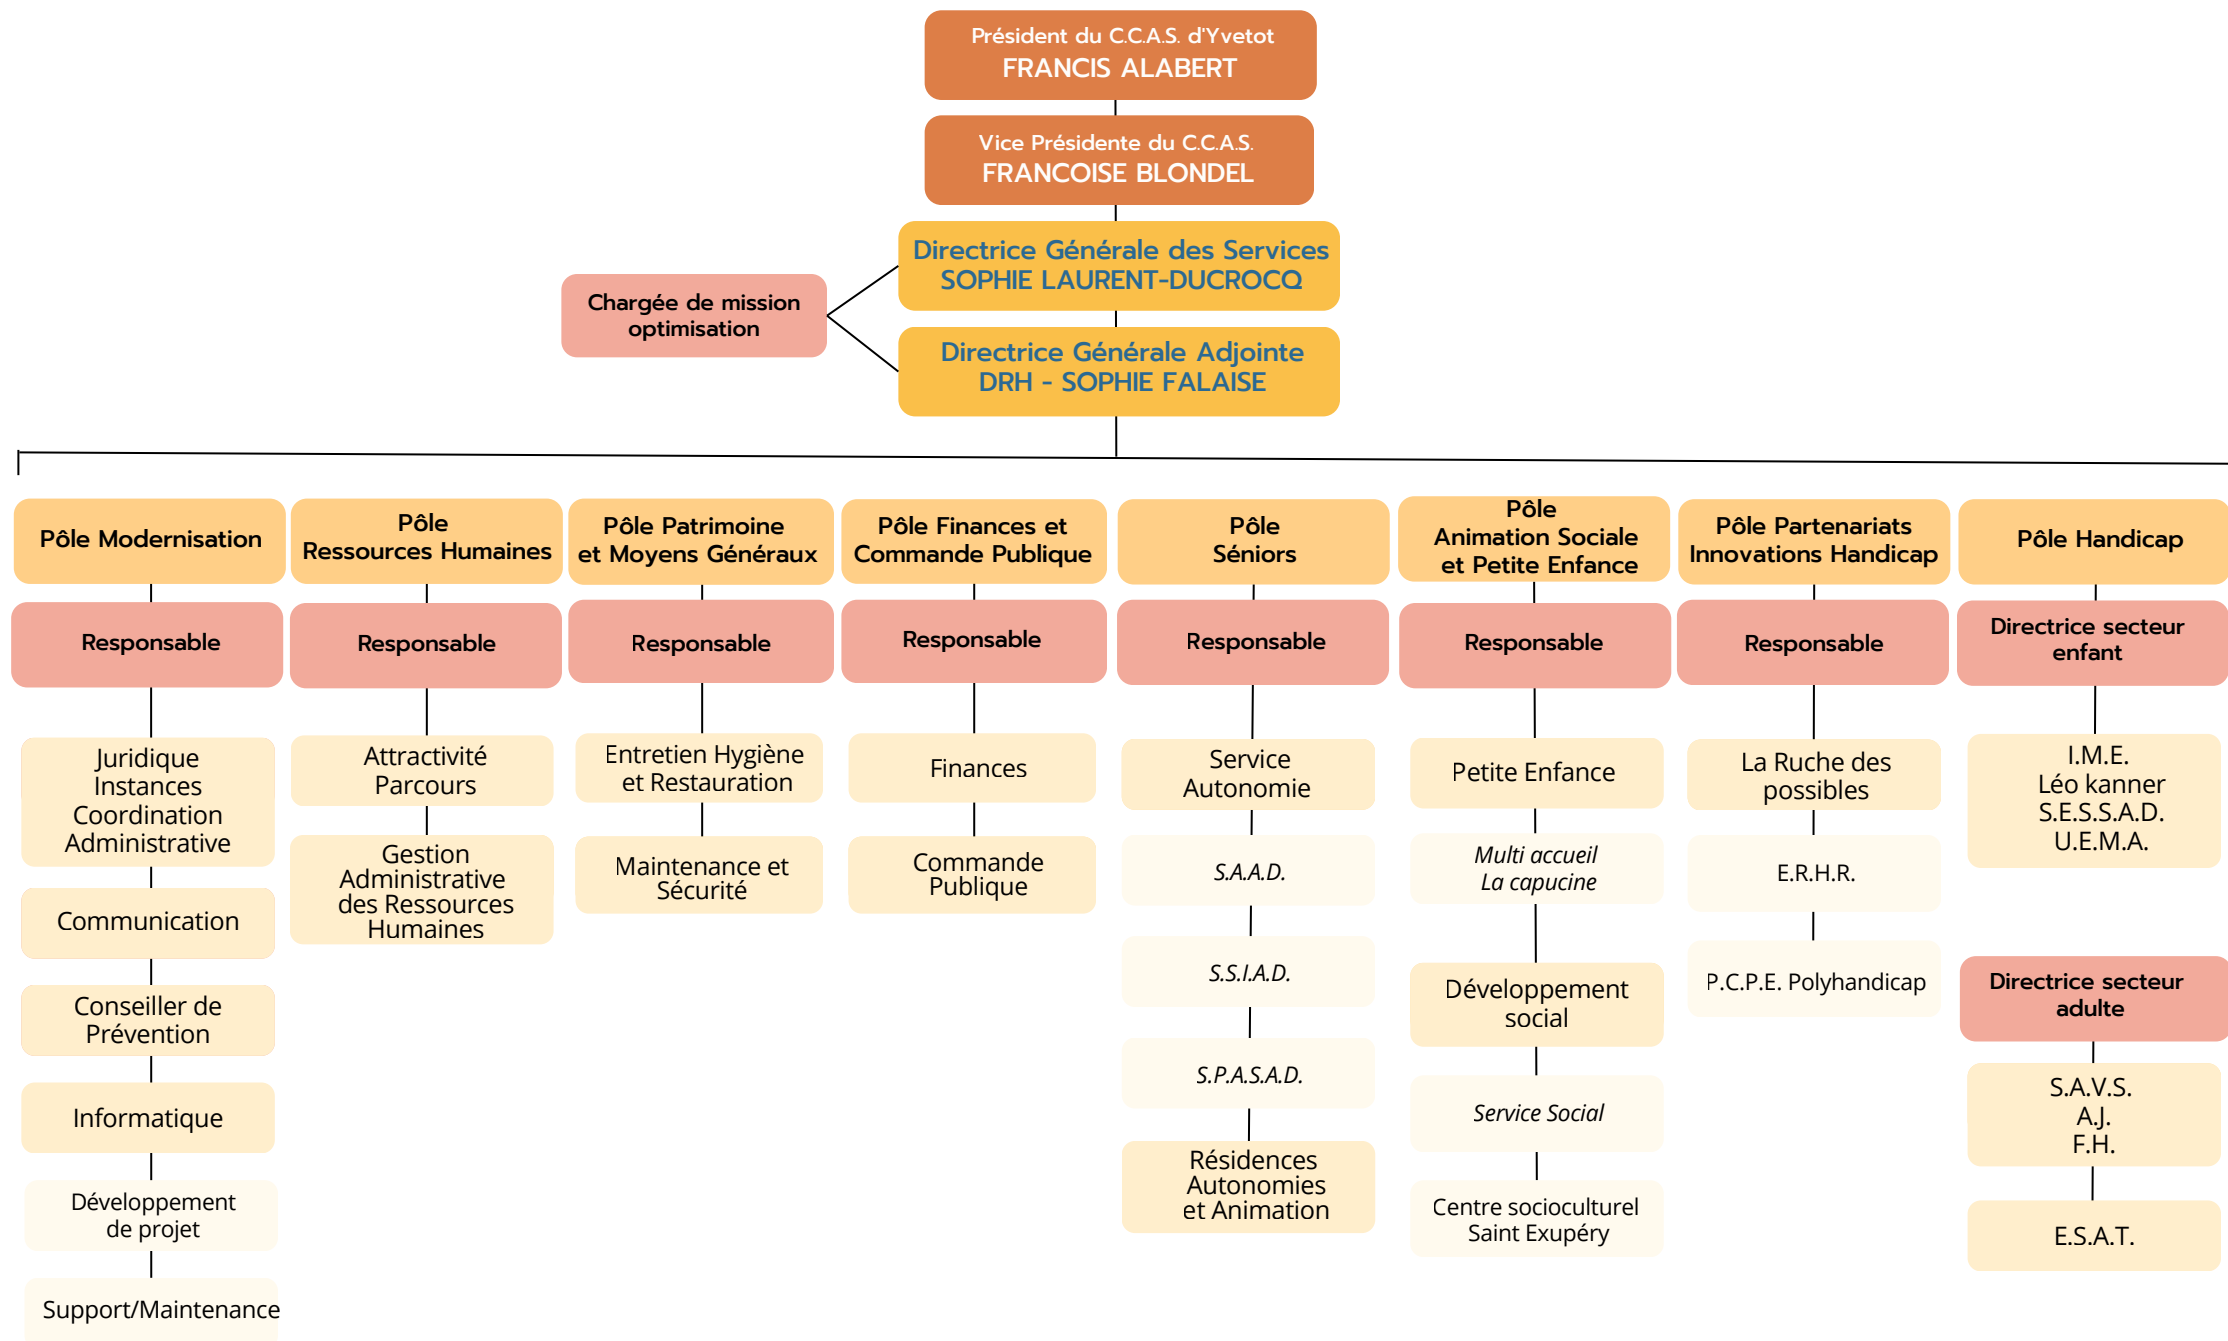 Président du C.C.A.S. d'Yvetot
FRANCIS ALABERT
Vice Présidente du C.C.A.S.
FRANCOISE BLONDEL
Directrice Générale des Services
SOPHIE LAURENT-DUCROCQ
Chargée de mission
optimisation
Directrice Générale Adjointe
DRH - SOPHIE FALAISE
Pôle Modernisation
Responsable
Juridique
Instances
Coordination
Administrative
Communication
Conseiller de
Prévention
Informatique
Développement
de projet
Support/Maintenance
Pôle
Ressources Humaines
Responsable
Attractivité
Parcours
Gestion
Administrative
des Ressources
Humaines
Pôle Patrimoine
et Moyens Généraux
Responsable
Entretien Hygiène
et Restauration
Maintenance et
Sécurité
Pôle Finances et
Commande Publique
Responsable
Finances
Commande
Publique
Pôle
Séniors
Responsable
Service
Autonomie
S.A.A.D.
S.S.I.A.D.
S.P.A.S.A.D.
Résidences
Autonomies
et Animation
Pôle
Animation Sociale
et Petite Enfance
Responsable
Petite Enfance
Multi accueil
La capucine
Développement
social
Service Social
Centre socioculturel
Saint Exupéry
Pôle Partenariats
Innovations Handicap
Responsable
La Ruche des
possibles
E.R.H.R.
P.C.P.E. Polyhandicap
Pôle Handicap
Directrice secteur
enfant
I.M.E.
Léo kanner
S.E.S.S.A.D.
U.E.M.A.
Directrice secteur
adulte
S.A.V.S.
A.J.
F.H.
E.S.A.T.